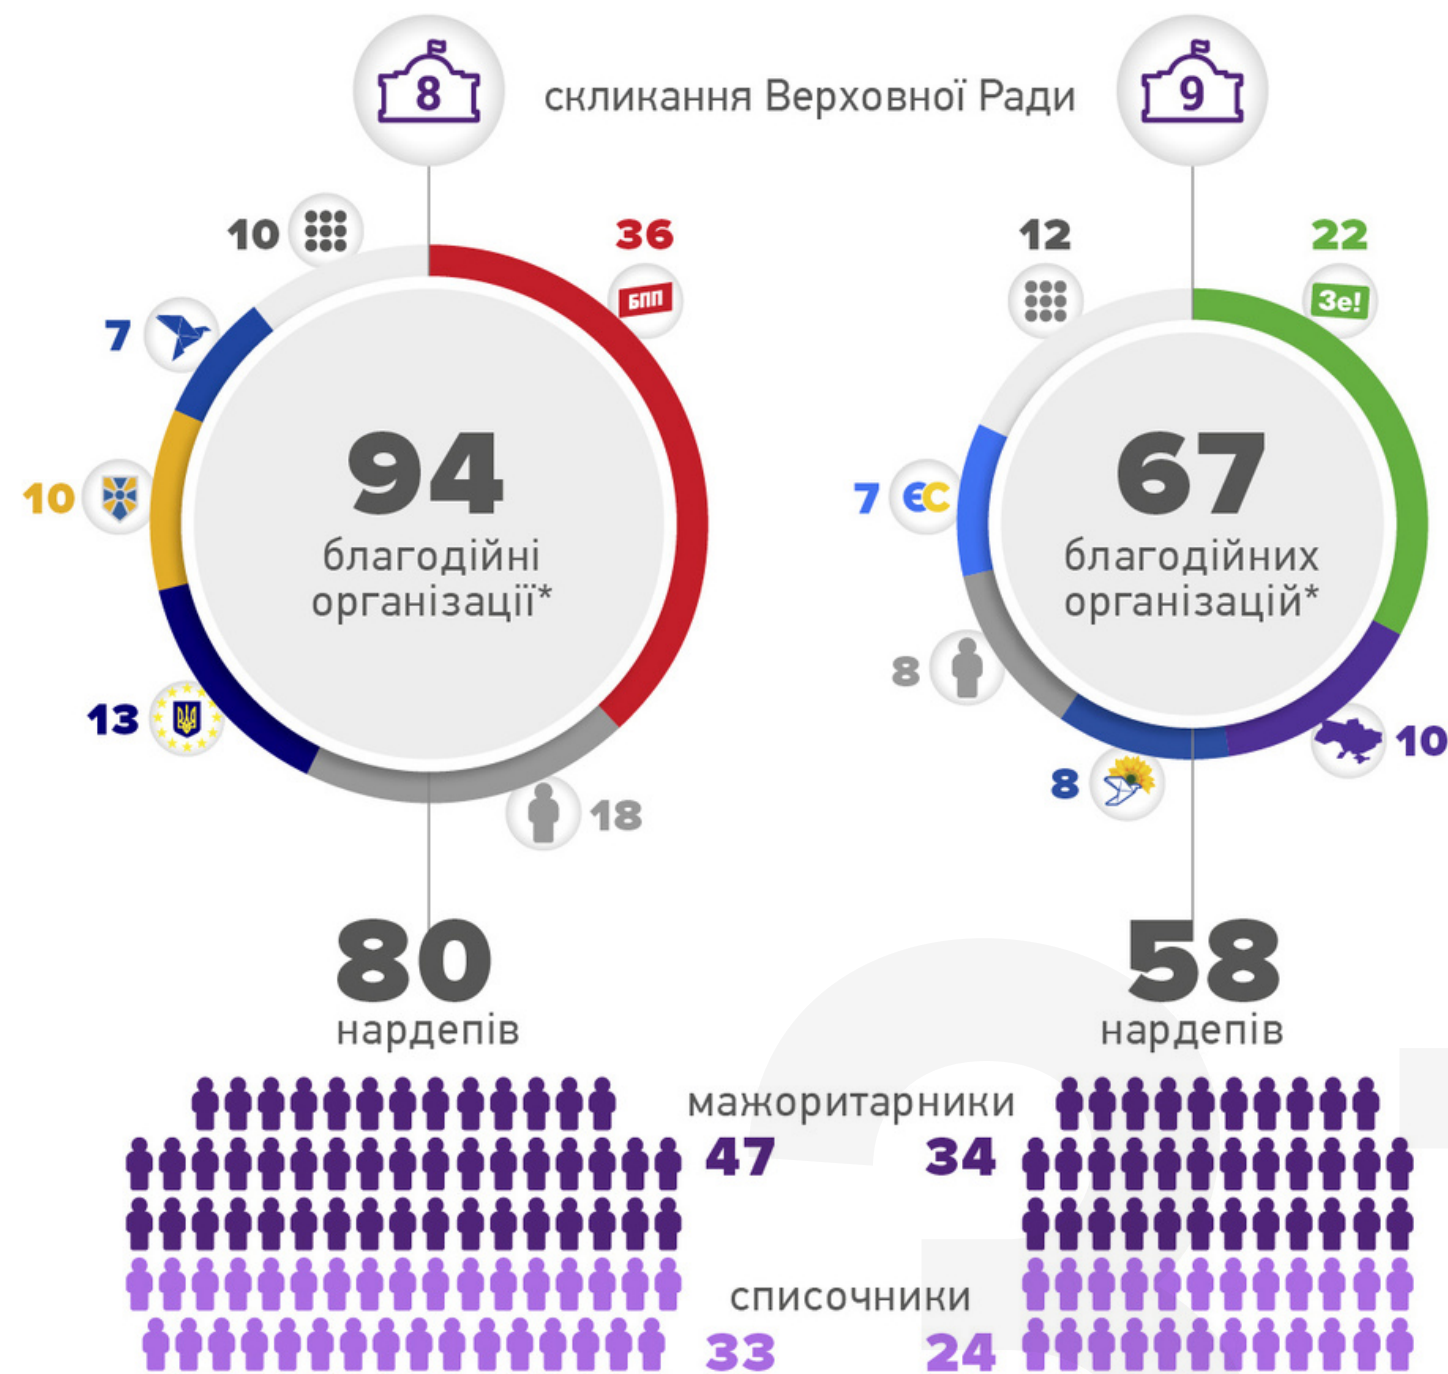 8
скликання Верховної Ради
9
10
36
БПП
7
10
13
18
94
благодійні
організації*
12
22
Зе!
7
ЄС
8
8
10
67
благодійних
організацій*
80
нардепів
58
нардепів
мажоритарники
47
34
списочники
33
24